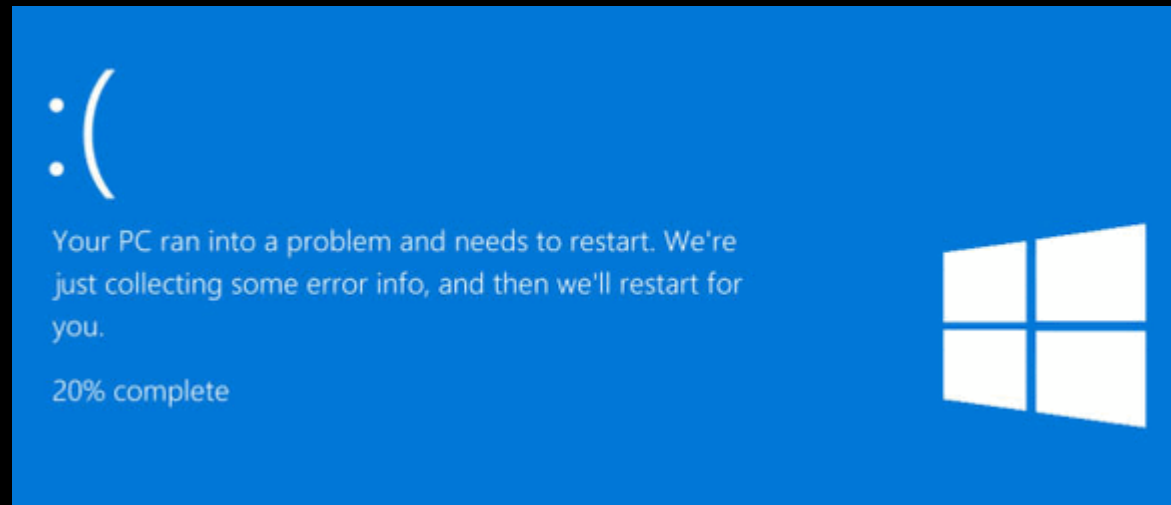 :(
Your PC ran into a problem and needs to restart. We're
just collecting some error info, and then we'll restart for
you.
20% complete